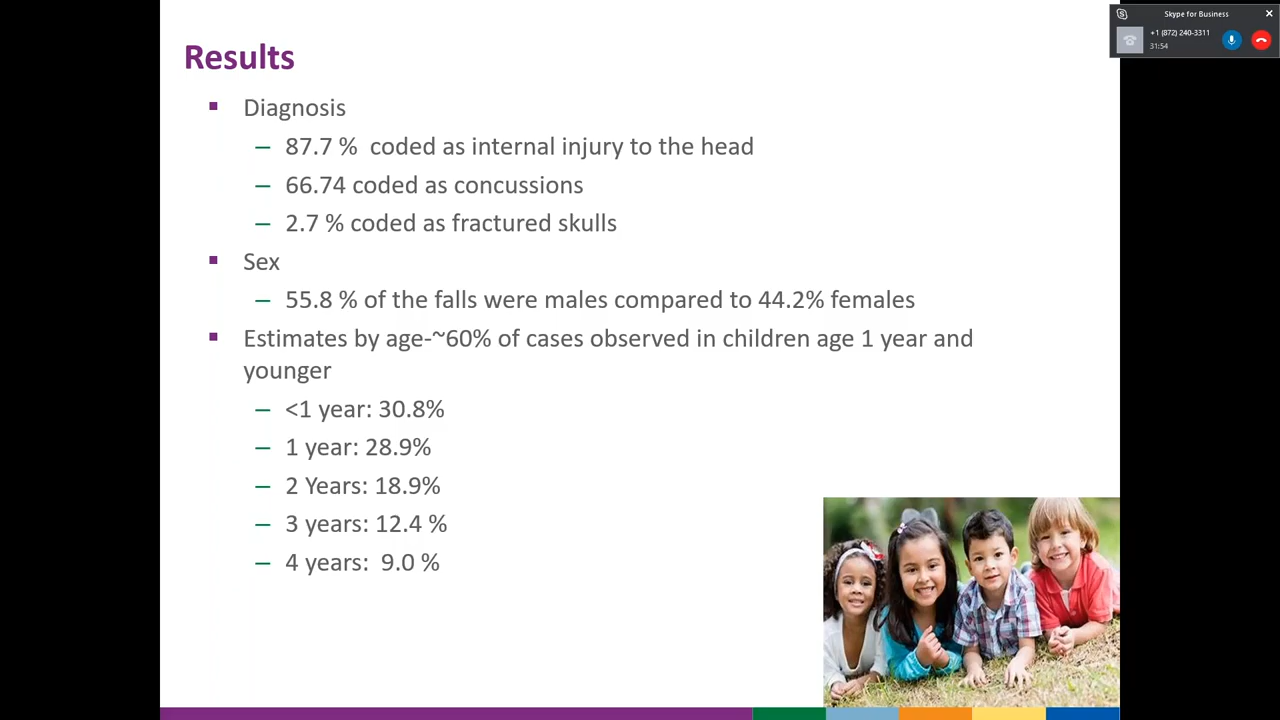 Skype for Business
+1 (872) 240-3311
31:54
Results
Diagnosis
– 87.7 %  coded as internal injury to the head
– 66.74 coded as concussions
– 2.7 % coded as fractured skulls
Sex
– 55.8 % of the falls were males compared to 44.2% females
Estimates by age-~60% of cases observed in children age 1 year and
younger
– <1 year: 30.8%
– 1 year: 28.9%
– 2 Years: 18.9%
– 3 years: 12.4 %
– 4 years:  9.0 %